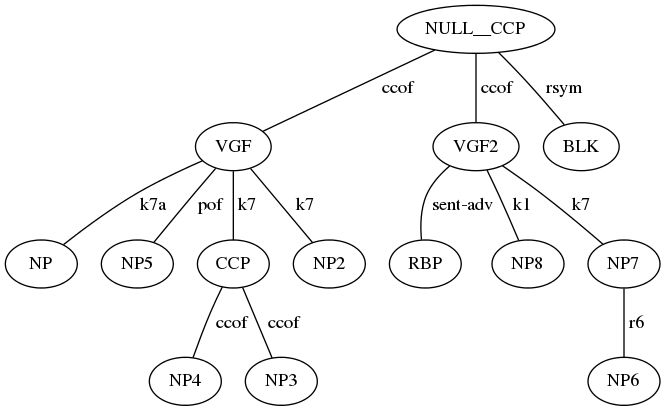 NULL__CCP
ccof ccof rsym
VGF VGF2 BLK
k7a pof k7 k7 sent-adv k1 k7
NP NP5 CCP NP2 RBP NP8 NP7
ccof ccof r6
NP4 NP3 NP6